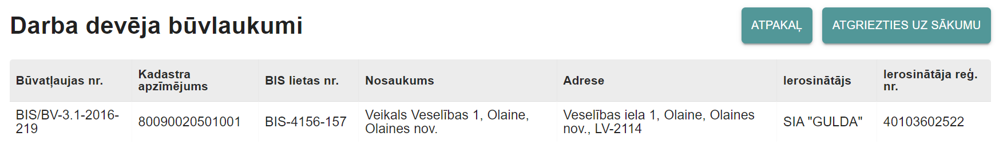 Darba devēja būvlaukumi
ATPAKAĻ
ATGRIEZTIES UZ SĀKUMU
Būvatļaujas nr.
Kadastra
apzīmējums
BIS lietas nr.
Nosaukums
Adrese
Ierosinātājs
Ierosinātāja reģ.
nr.
BIS/BV-3.1-2016-
219
80090020501001
BIS-4156-157
Veikals Veselības 1, Olaine,
Olaines nov.
Veselības iela 1, Olaine, Olaines
nov., LV-2114
SIA "GULDA"
40103602522